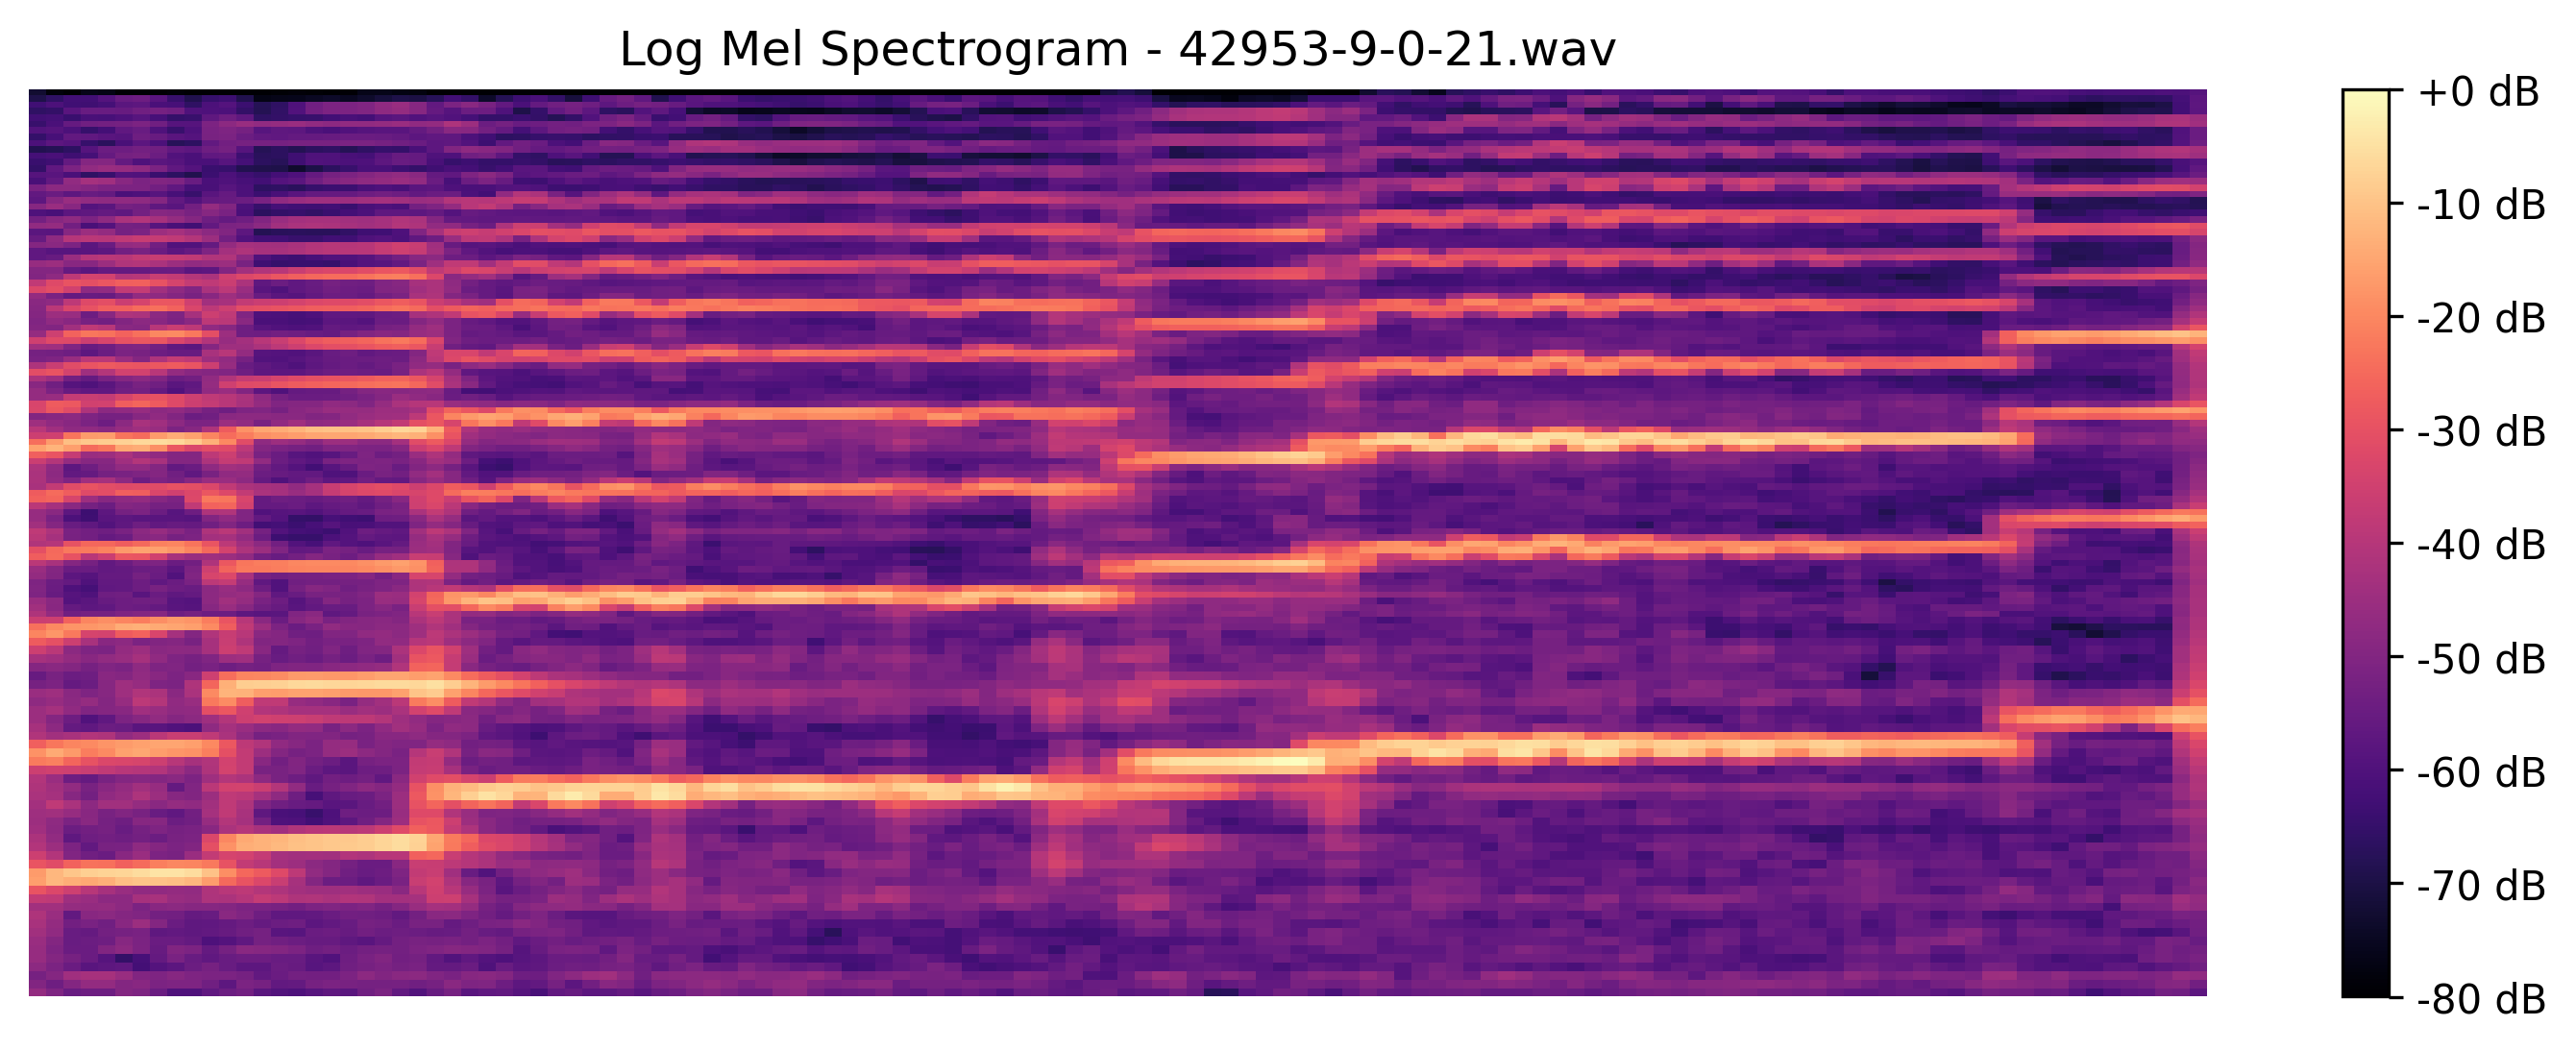 Log Mel Spectrogram - 42953-9-0-21.wav
+0 dB
-10 dB
-20 dB
-30 dB
-40 dB
-50 dB
-60 dB
-70 dB
-80 dB